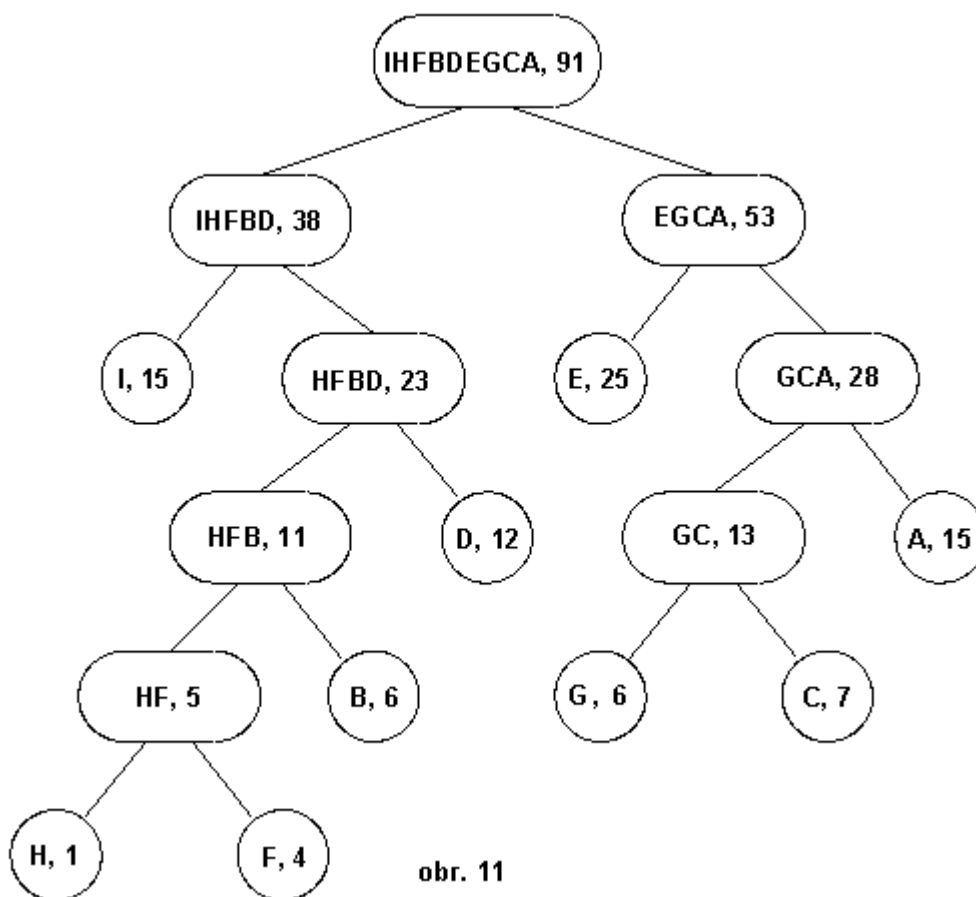 IHFBDEGCA, 91
IHFBD, 38
EGCA, 53
I, 15
HFBD, 23
E, 25
GCA, 28
HFB, 11
D, 12
GC, 13
A, 15
HF, 5
B, 6
G, 6
C, 7
H, 1
F, 4
obr. 11